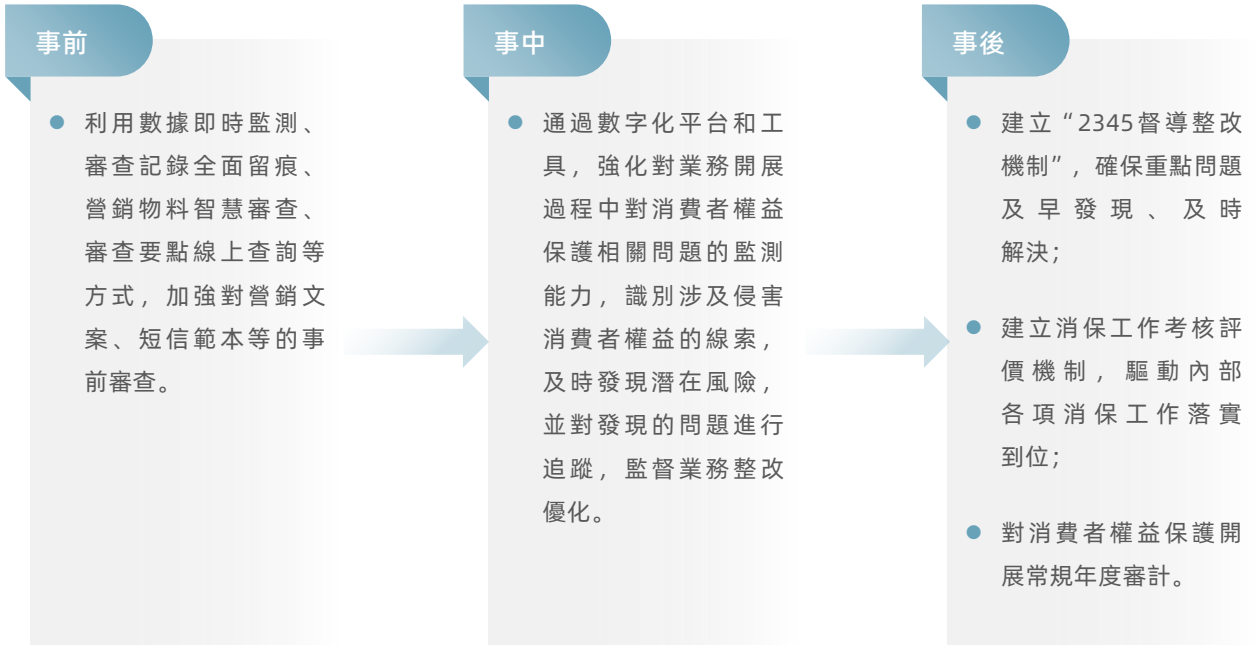 事前
利用數據即時監測、
審查記錄全面留痕、
營銷物料智慧審查、
審查要點線上查詢等
方式，加強對營銷文
案、短信範本等的事
前審查。
事中
通過數字化平台和工
具，強化對業務開展
過程中對消費者權益
保護相關問題的監測
能力，識別涉及侵害
消費者權益的線索，
及時發現潛在風險，
並對發現的問題進行
追蹤，監督業務整改
優化。
事後
建立“2345督導整改
機制”，確保重點問題
及早發現、及時
解決；
建立消保工作考核評
價機制，驅動內部
各項消保工作落實
到位；
對消費者權益保護開
展常規年度審計。